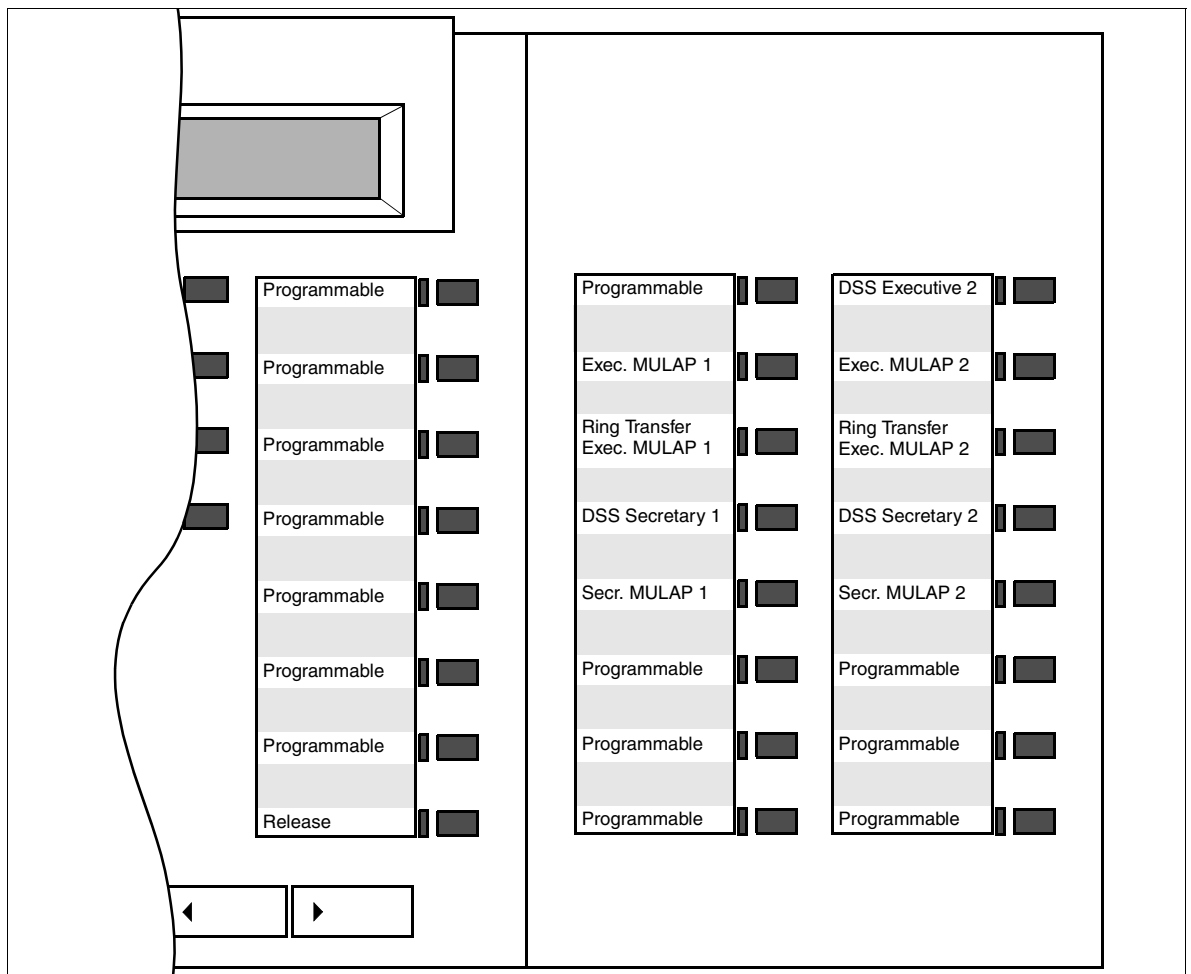 Programmable
Programmable
Programmable
Programmable
Programmable
Programmable
Programmable
Release
Programmable
Exec. MULAP 1
Ring Transfer
Exec. MULAP 1
DSS Secretary 1
Secr. MULAP 1
Programmable
Programmable
Programmable
DSS Executive 2
Exec. MULAP 2
Ring Transfer
Exec. MULAP 2
DSS Secretary 2
Secr. MULAP 2
Programmable
Programmable
Programmable